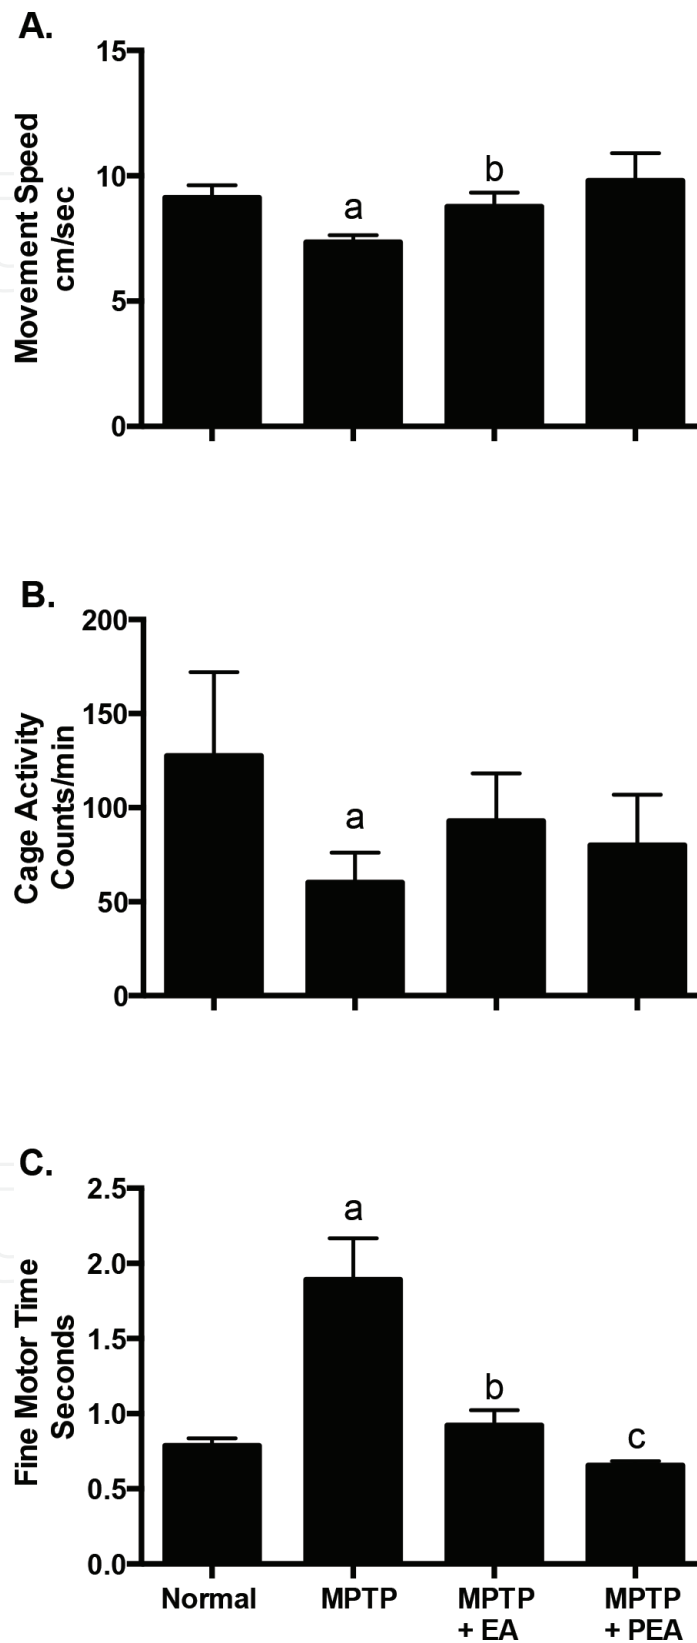 A.
Movement Speed
cm/sec
15
10
5
0
a
b
B.
Cage Activity
Counts/min
200
150
100
50
0
a
C.
Fine Motor Time
Seconds
2.5
2.0
1.5
1.0
0.5
0.0
a
b
c
Normal MPTP MPTP MPTP
+ EA + PEA